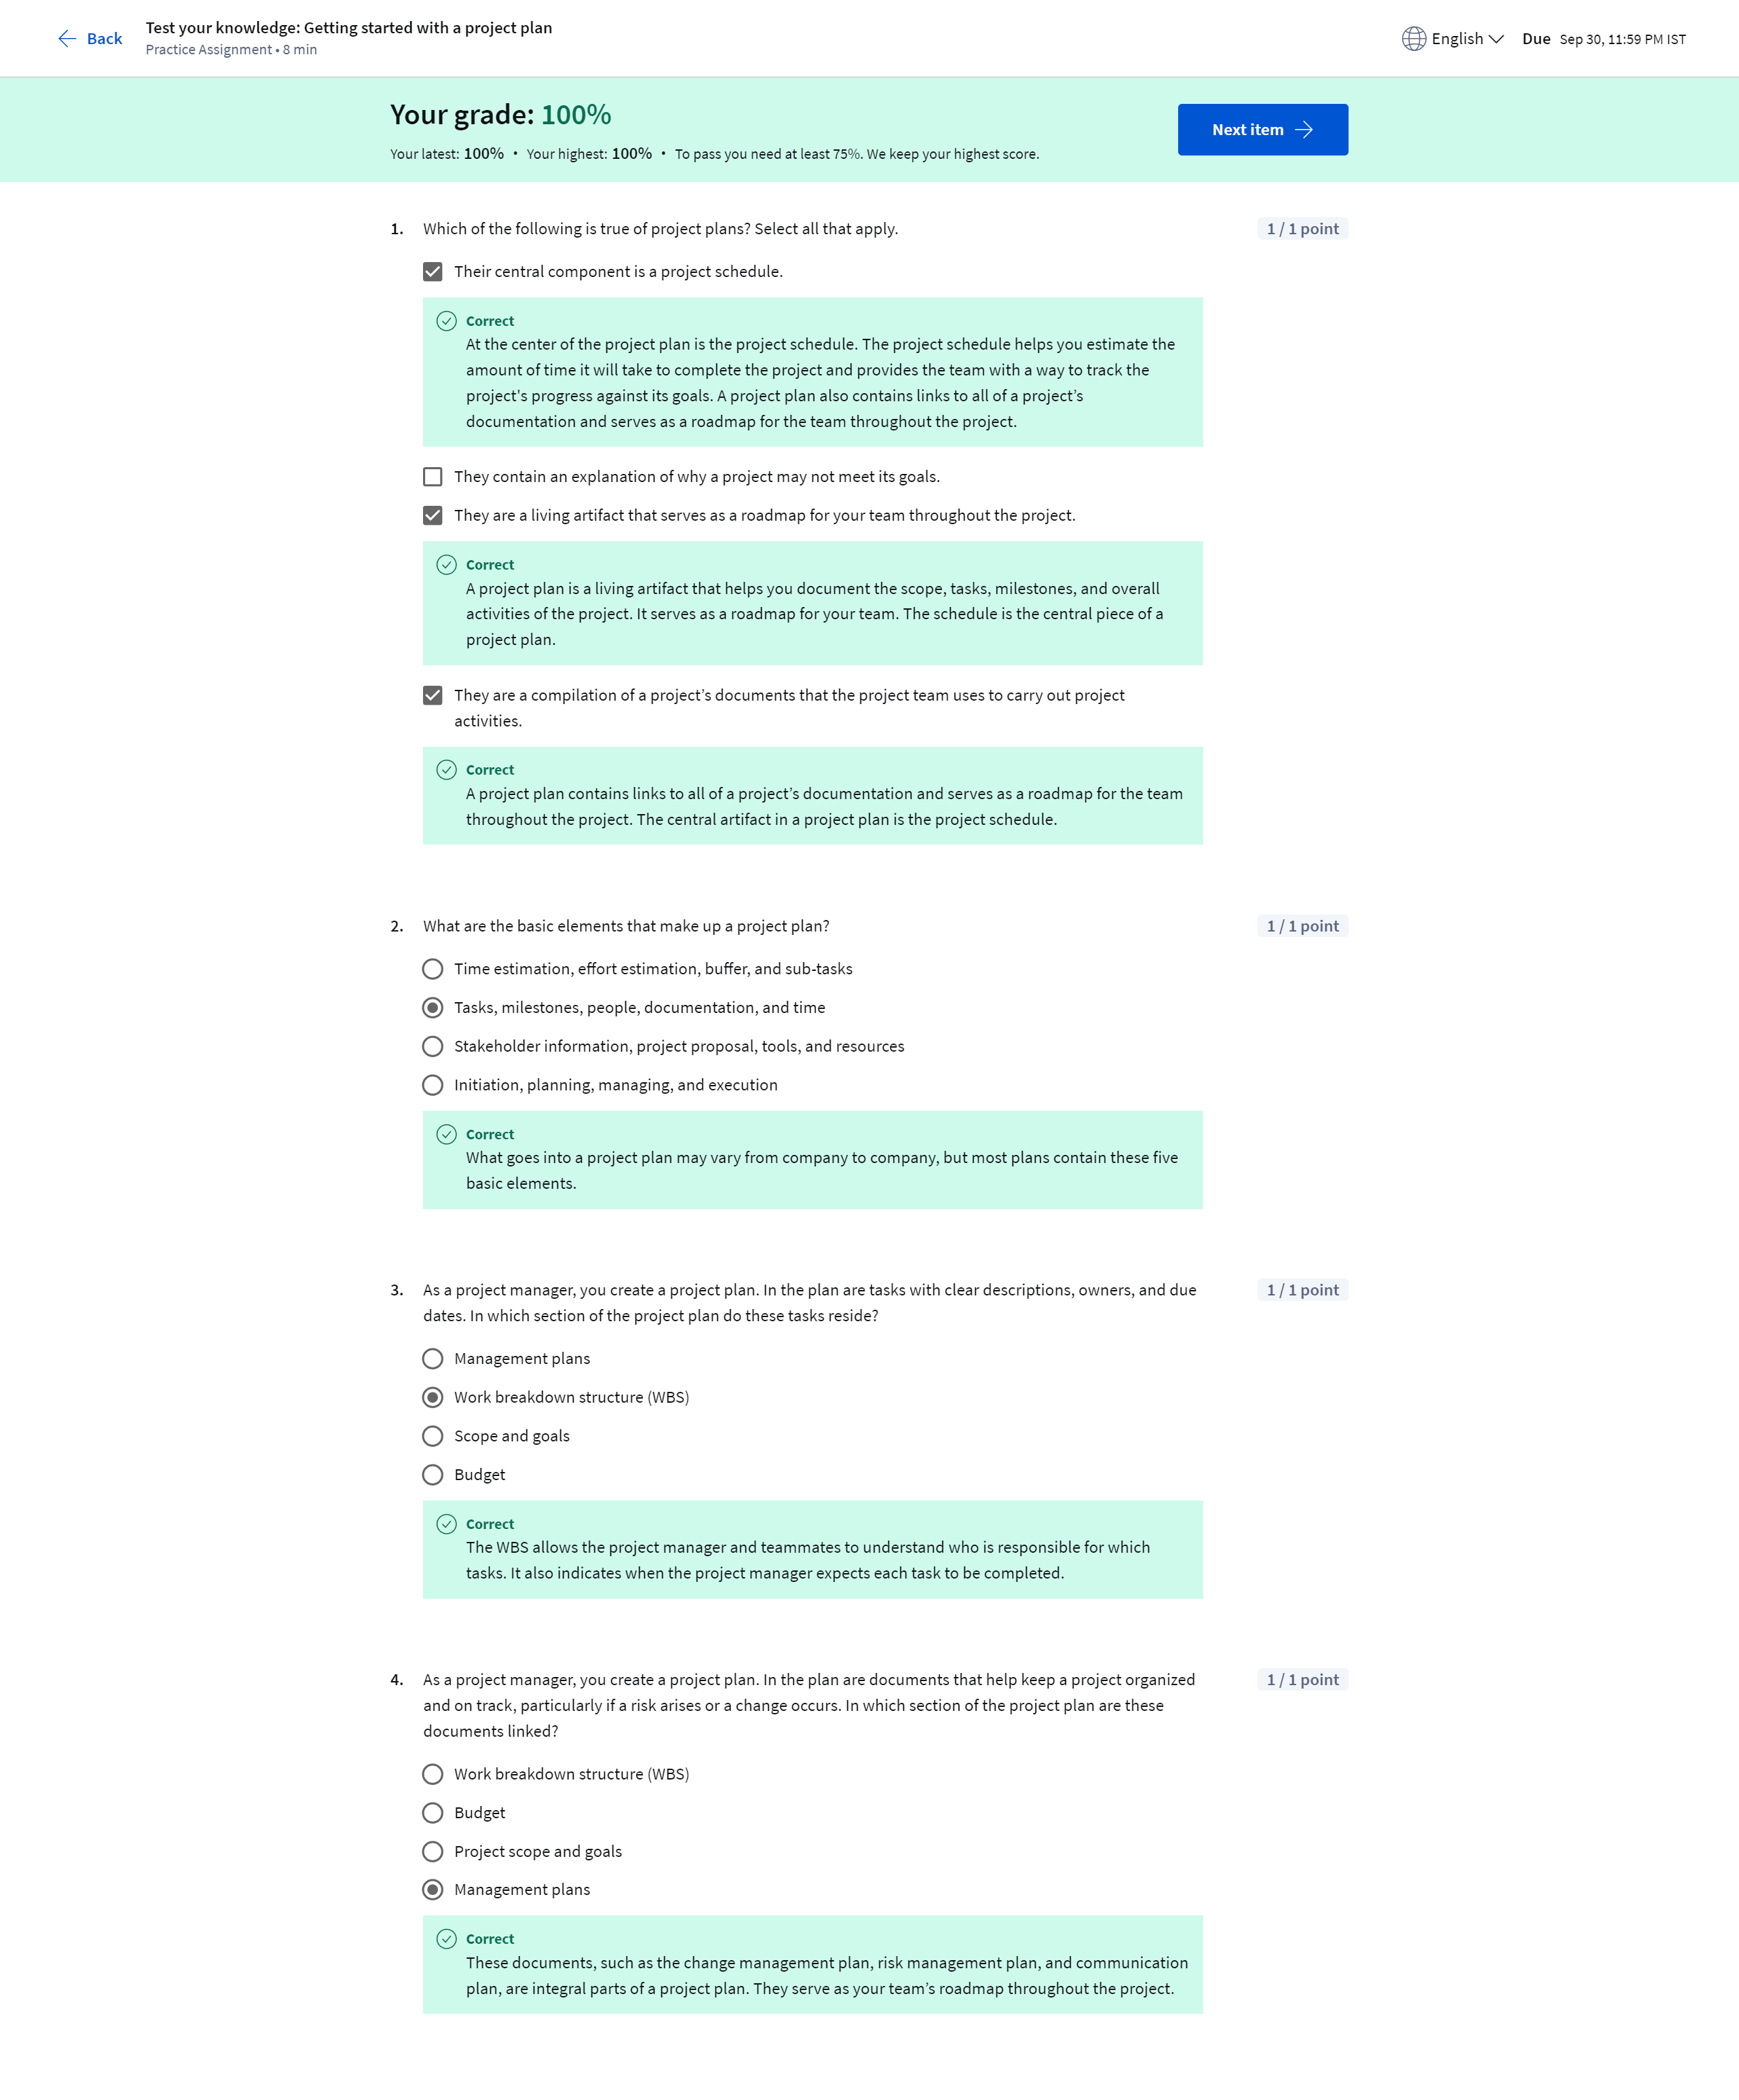 Back
Test your knowledge: Getting started with a project plan
Practice Assignment • 8 min
English
Due Sep 30, 11:59 PM IST
Your grade: 100%
Your latest: 100% • Your highest: 100% • To pass you need at least 75%. We keep your highest score.
Next item
1. Which of the following is true of project plans? Select all that apply.
1 / 1 point
Their central component is a project schedule.
Correct
At the center of the project plan is the project schedule. The project schedule helps you estimate the
amount of time it will take to complete the project and provides the team with a way to track the
project's progress against its goals. A project plan also contains links to all of a project’s
documentation and serves as a roadmap for the team throughout the project.
They contain an explanation of why a project may not meet its goals.
They are a living artifact that serves as a roadmap for your team throughout the project.
Correct
A project plan is a living artifact that helps you document the scope, tasks, milestones, and overall
activities of the project. It serves as a roadmap for your team. The schedule is the central piece of a
project plan.
They are a compilation of a project’s documents that the project team uses to carry out project
activities.
Correct
A project plan contains links to all of a project’s documentation and serves as a roadmap for the team
throughout the project. The central artifact in a project plan is the project schedule.
2. What are the basic elements that make up a project plan?
1 / 1 point
Time estimation, effort estimation, buffer, and sub-tasks
Tasks, milestones, people, documentation, and time
Stakeholder information, project proposal, tools, and resources
Initiation, planning, managing, and execution
Correct
What goes into a project plan may vary from company to company, but most plans contain these five
basic elements.
3. As a project manager, you create a project plan. In the plan are tasks with clear descriptions, owners, and due
dates. In which section of the project plan do these tasks reside?
1 / 1 point
Management plans
Work breakdown structure (WBS)
Scope and goals
Budget
Correct
The WBS allows the project manager and teammates to understand who is responsible for which
tasks. It also indicates when the project manager expects each task to be completed.
4. As a project manager, you create a project plan. In the plan are documents that help keep a project organized
and on track, particularly if a risk arises or a change occurs. In which section of the project plan are these
documents linked?
1 / 1 point
Work breakdown structure (WBS)
Budget
Project scope and goals
Management plans
Correct
These documents, such as the change management plan, risk management plan, and communication
plan, are integral parts of a project plan. They serve as your team’s roadmap throughout the project.